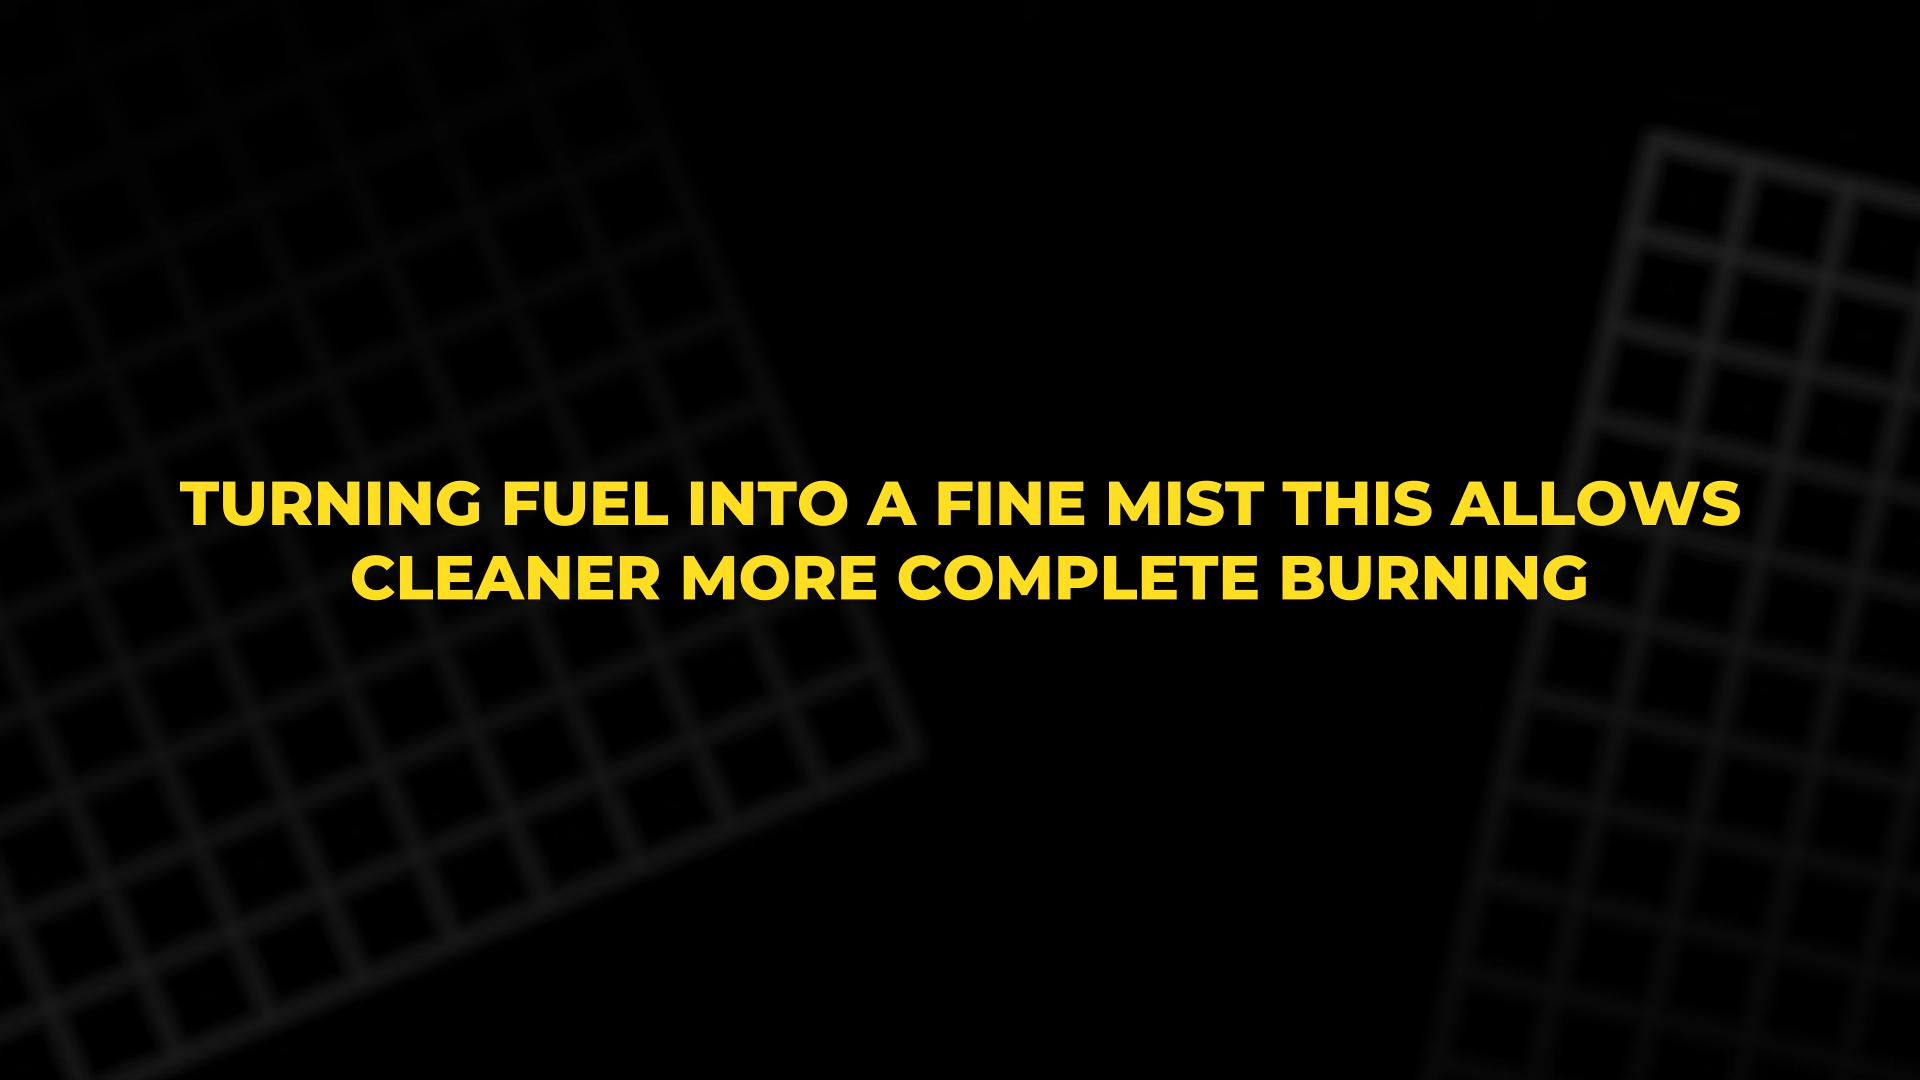 TURNING FUEL INTO A FINE MIST THIS ALLOWS
CLEANER MORE COMPLETE BURNING